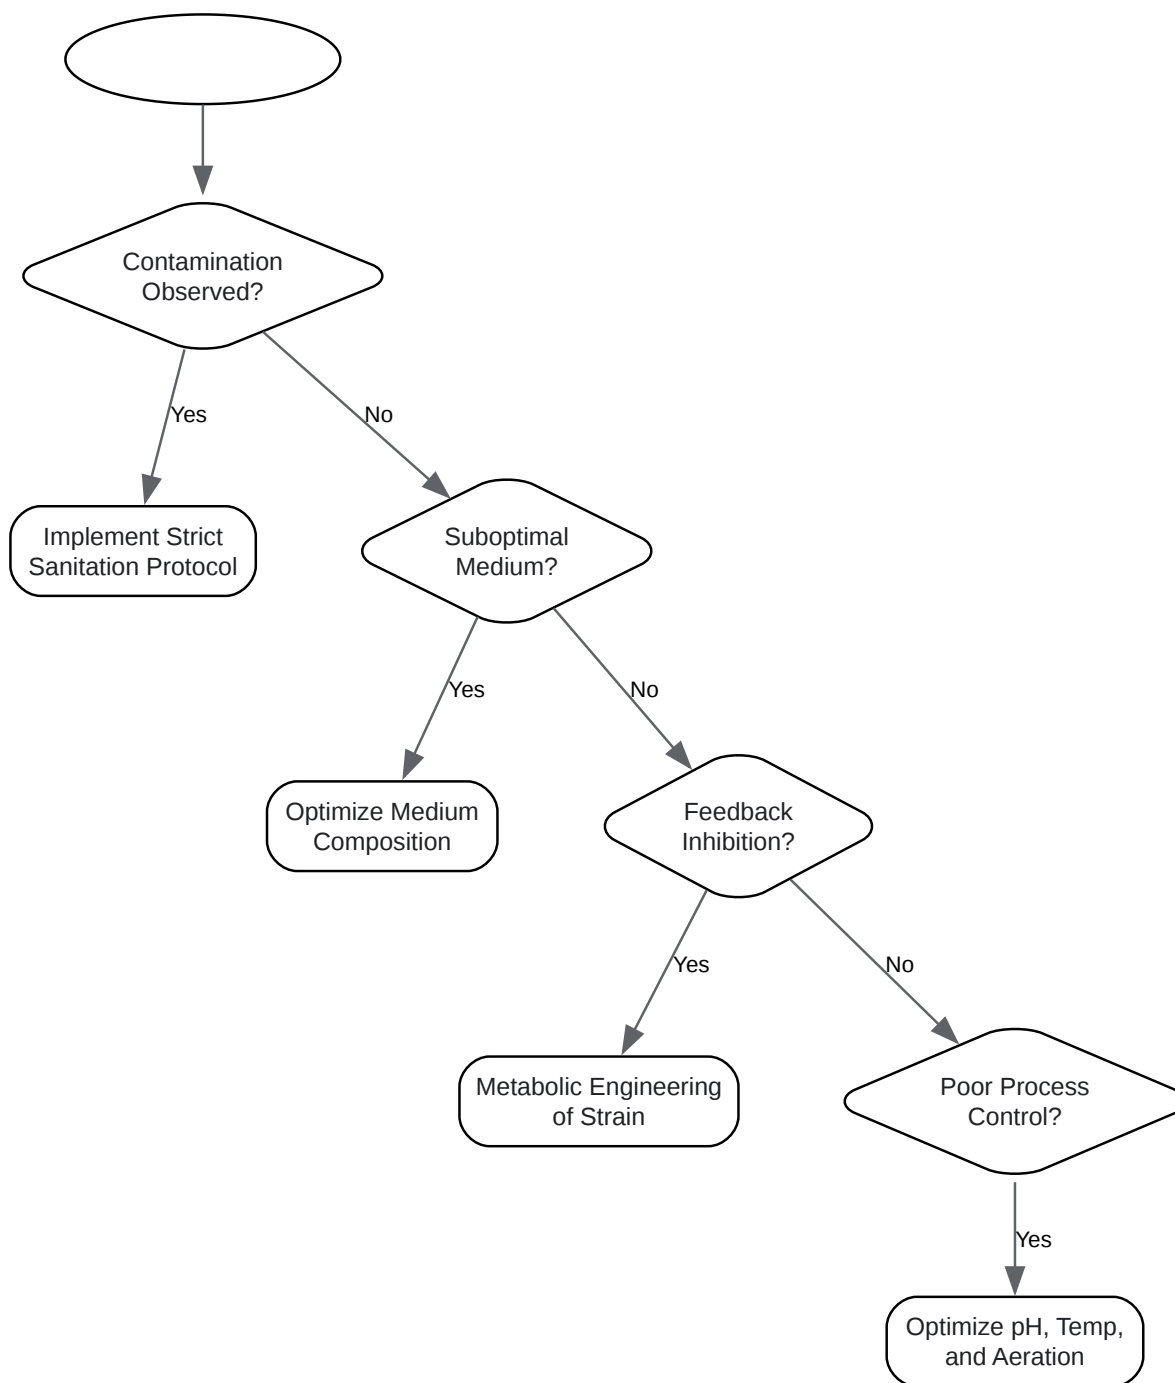 Contamination
Observed?
Yes
No
Implement Strict
Sanitation Protocol
Suboptimal
Medium?
Yes
No
Optimize Medium
Composition
Feedback
Inhibition?
Yes
No
Metabolic Engineering
of Strain
Poor Process
Control?
Yes
Optimize pH, Temp,
and Aeration